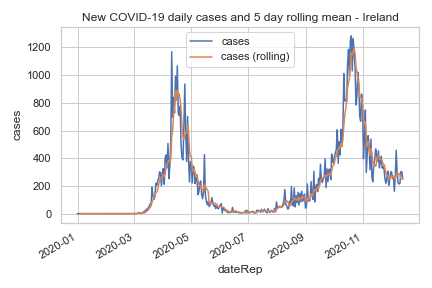 New COVID-19 daily cases and 5 day rolling mean - Ireland
cases
cases (rolling)
1200
1000
800
600
400
200
0
cases
2020-01
2020-03
2020-05
2020-07
2020-09
2020-11
dateRep